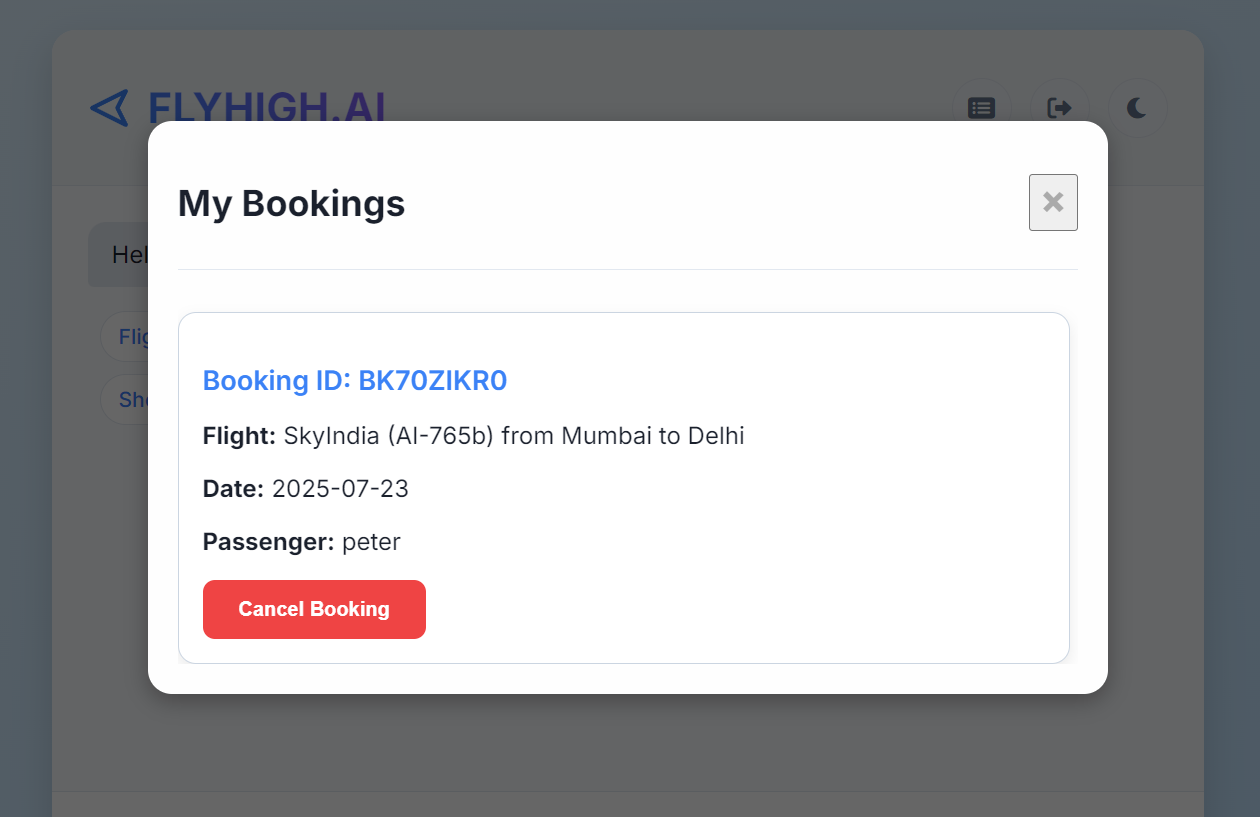 FLYHIGH.AI
My Bookings
Hel
Flig
Sho
Booking ID: BK70ZIKR0
Flight: SkyIndia (AI-765b) from Mumbai to Delhi
Date: 2025-07-23
Passenger: peter
Cancel Booking